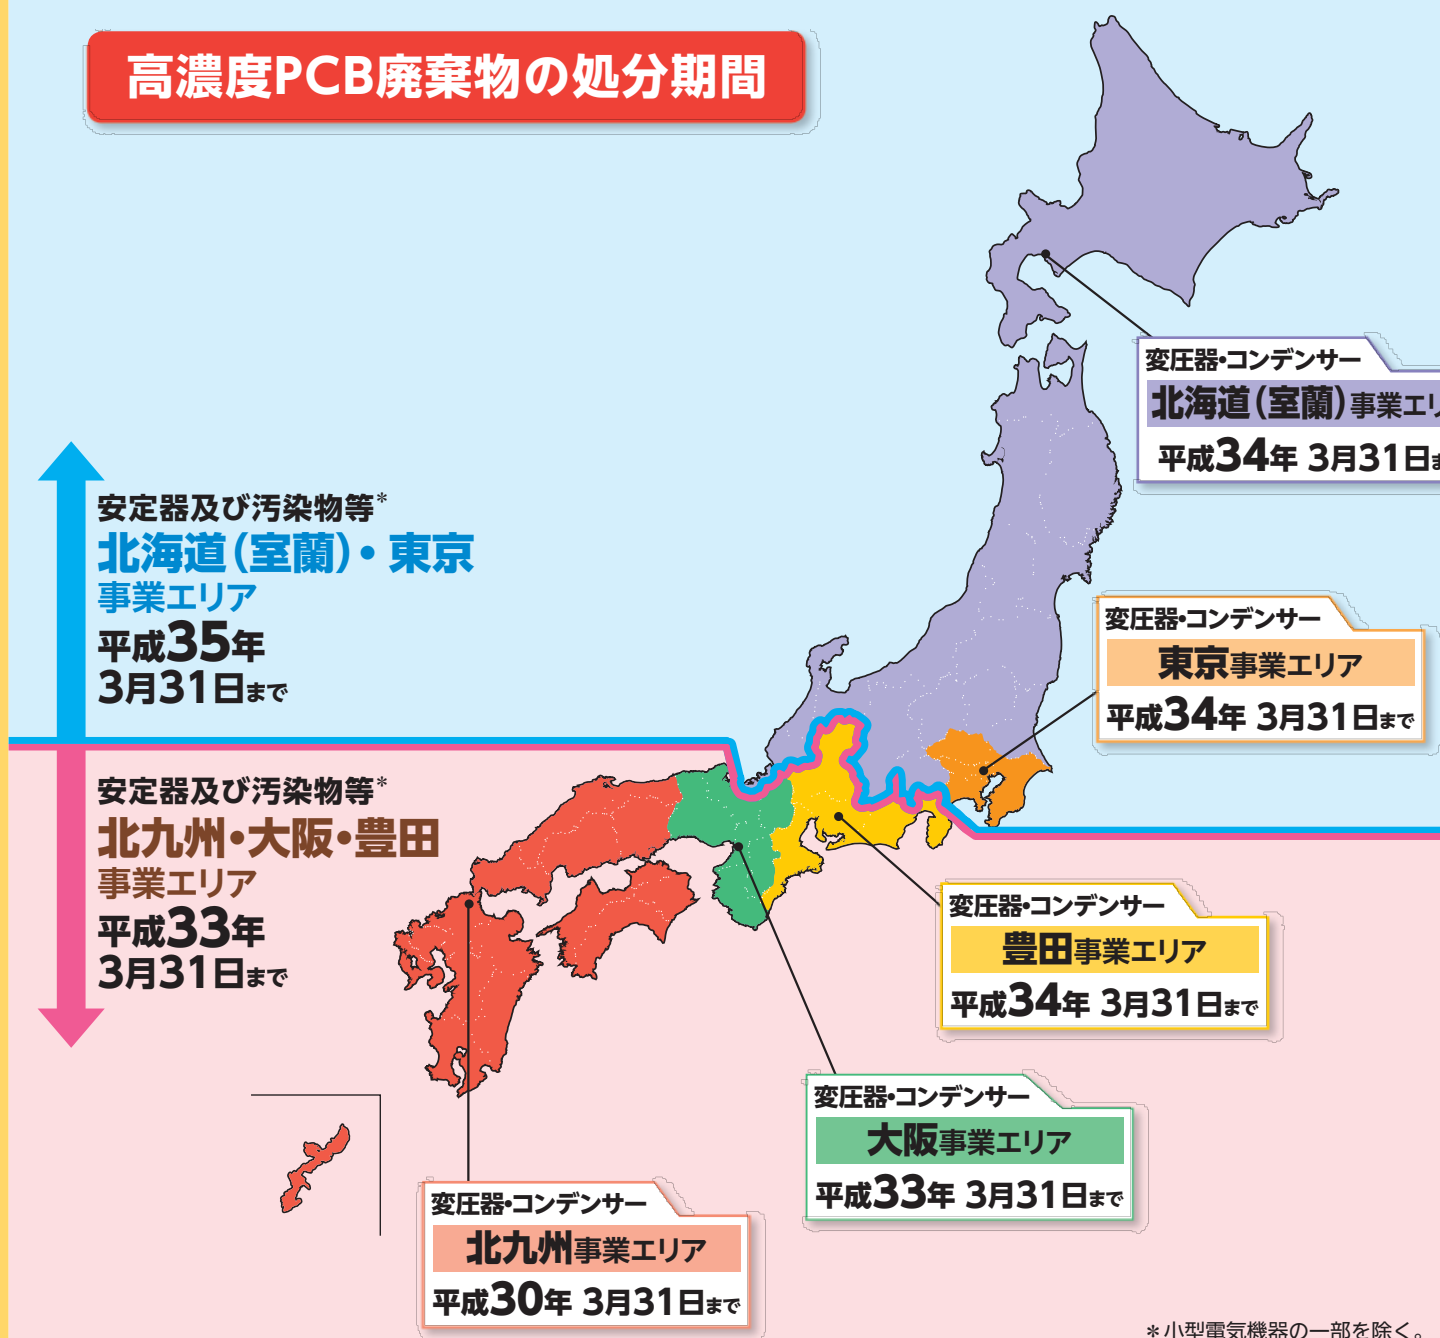 高濃度PCB廃棄物の処分期間
変圧器・コンデンサー
北海道(室蘭)事業エリ
平成34年 3月31日ま
安定器及び汚染物等*
北海道(室蘭)・東京
事業エリア
平成35年
3月31日まで
変圧器・コンデンサー
東京事業エリア
平成34年 3月31日まで
安定器及び汚染物等*
北九州・大阪・豊田
事業エリア
平成33年
3月31日まで
変圧器・コンデンサー
豊田事業エリア
平成34年 3月31日まで
変圧器・コンデンサー
大阪事業エリア
平成33年 3月31日まで
変圧器・コンデンサー
北九州事業エリア
平成30年 3月31日まで
*小型電気機器の一部を除く。